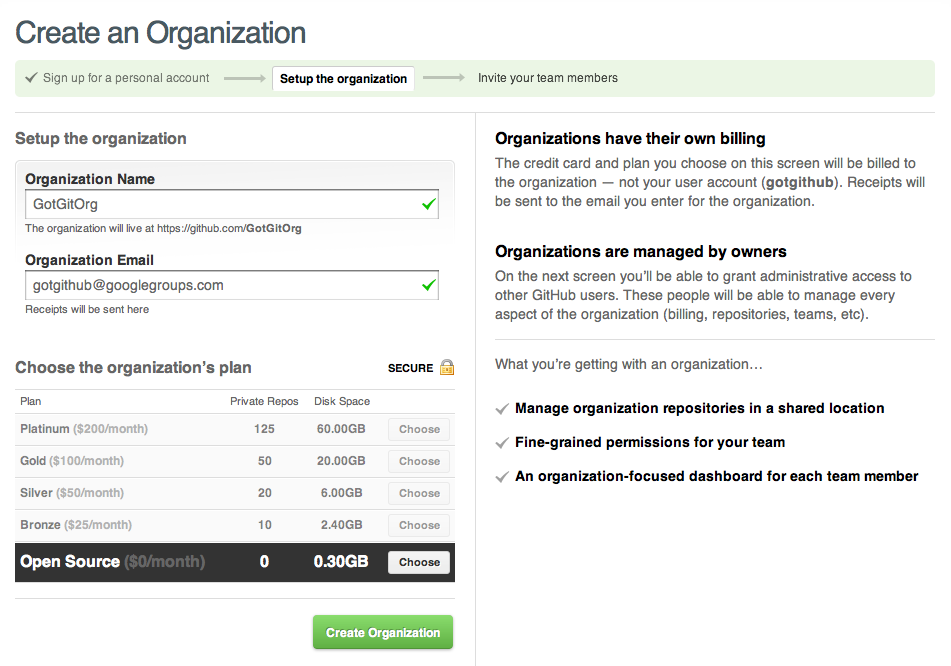 Create an Organization
Sign up for a personal account
Setup the organization
Invite your team members
Setup the organization
Organization Name
GotGitOrg
The organization will live at https://github.com/GotGitOrg
Organization Email
gotgithub@googlegroups.com
Receipts will be sent here
Choose the organization's plan SECURE
Plan Private Repos Disk Space
Platinum ($200/month) 125 60.00GB Choose
Gold ($100/month) 50 20.00GB Choose
Silver ($50/month) 20 6.00GB Choose
Bronze ($25/month) 10 2.40GB Choose
Open Source ($0/month) 0 0.30GB Choose
Create Organization
Organizations have their own billing
The credit card and plan you choose on this screen will be billed to
the organization — not your user account (gotgithub). Receipts will
be sent to the email you enter for the organization.
Organizations are managed by owners
On the next screen you'll be able to grant administrative access to
other GitHub users. These people will be able to manage every
aspect of the organization (billing, repositories, teams, etc).
What you're getting with an organization…
Manage organization repositories in a shared location
Fine-grained permissions for your team
An organization-focused dashboard for each team member